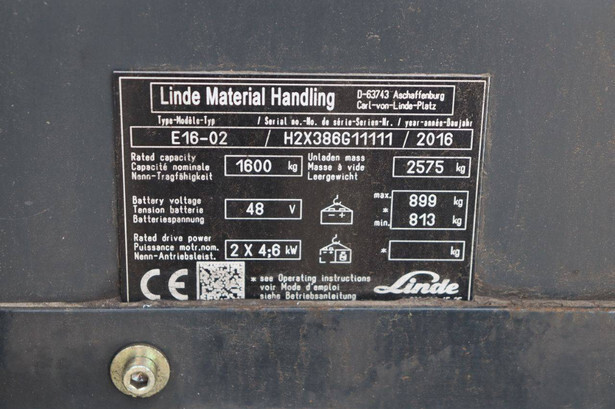 Linde Material Handling
D-63743 Aschaffenburg
Carl-von-Linde-Platz
Type-Modèle-Typ / Serial no.-No. de série-Serien-Nr. / year-année-Baujahr
E16-02 / H2X386G11111 / 2016
Rated capacity
Capacité nominale
Nenn-Tragfähigkeit
1600 kg
Unladen mass
Masse à vide
Leergewicht
2575 kg
Battery voltage
Tension batterie
Batteriespannung
48 V
max. 899 kg
*
min. 813 kg
Rated drive power
Puissance motr.nom.
Nenn-Antriebsleist.
2 X 4;6 kW
* kg
CE
* see Operating instructions
voir Mode d'emploi
siehe Betriebsanleitung
Linde